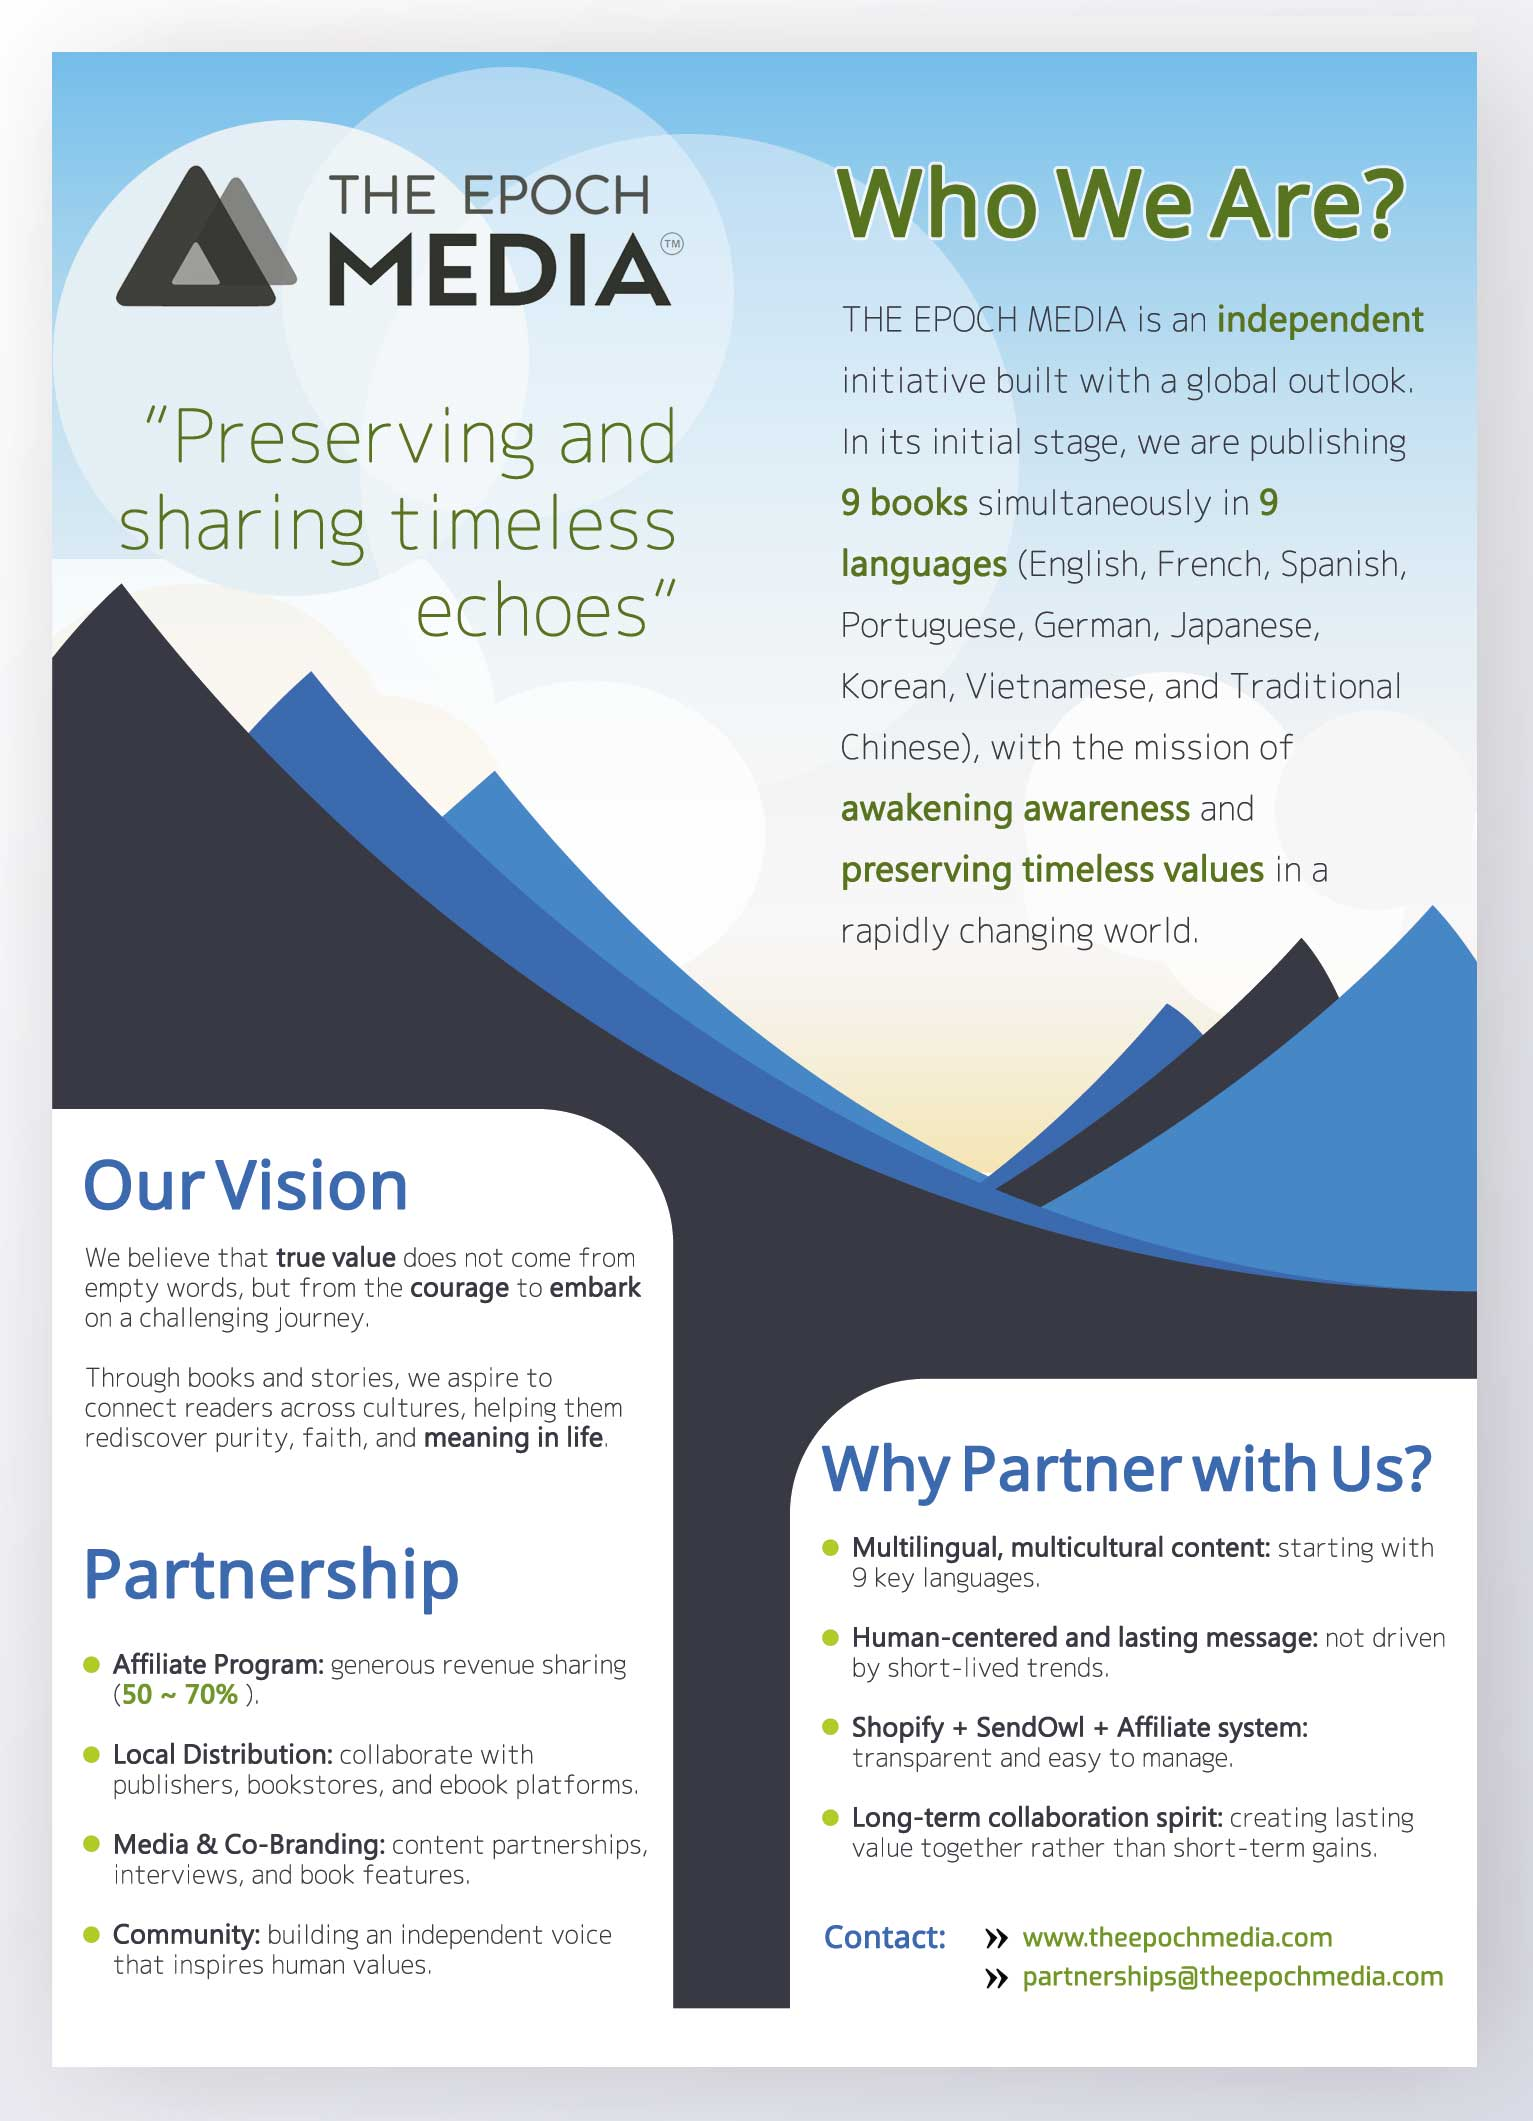 THE EPOCH
MEDIA™
“Preserving and
sharing timeless
echoes“
Who We Are?
THE EPOCH MEDIA is an independent
initiative built with a global outlook.
In its initial stage, we are publishing
9 books simultaneously in 9
languages (English, French, Spanish,
Portuguese, German, Japanese,
Korean, Vietnamese, and Traditional
Chinese), with the mission of
awakening awareness and
preserving timeless values in a
rapidly changing world.
Our Vision
We believe that true value does not come from
empty words, but from the courage to embark
on a challenging journey.
Through books and stories, we aspire to
connect readers across cultures, helping them
rediscover purity, faith, and meaning in life.
Partnership
Affiliate Program: generous revenue sharing
(50 ~ 70% ).
Local Distribution: collaborate with
publishers, bookstores, and ebook platforms.
Media & Co-Branding: content partnerships,
interviews, and book features.
Community: building an independent voice
that inspires human values.
Why Partner with Us?
Multilingual, multicultural content: starting with
9 key languages.
Human-centered and lasting message: not driven
by short-lived trends.
Shopify + SendOwl + Affiliate system:
transparent and easy to manage.
Long-term collaboration spirit: creating lasting
value together rather than short-term gains.
Contact: » www.theepochmedia.com
» partnerships@theepochmedia.com